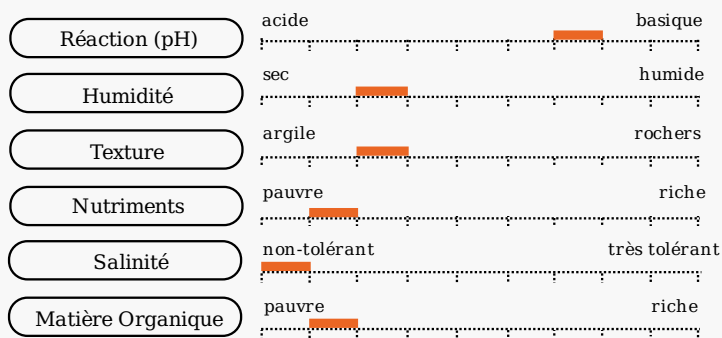 acide basique
Réaction (pH)
sec humide
Humidité
argile rochers
Texture
pauvre riche
Nutriments
non-tolérant très tolérant
Salinité
pauvre riche
Matière Organique